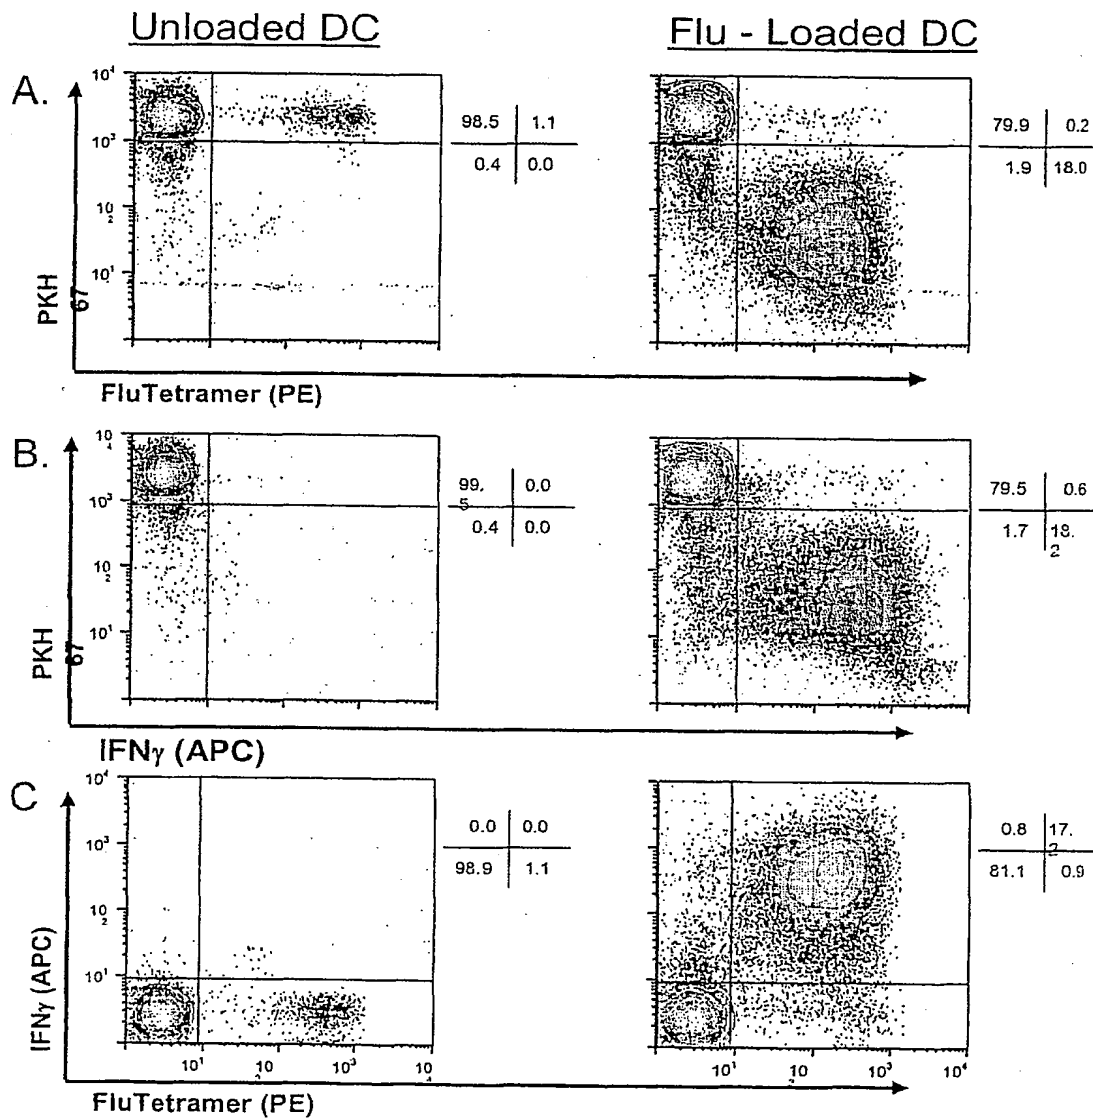 Unloaded DC
Flu - Loaded DC
A.
10⁴
10³
10²
10¹
PKH 67
98.5 1.1
0.4 0.0
79.9 0.2
1.9 18.0
FluTetramer (PE)
B.
10⁴
10³
10²
10¹
PKH 67
99.5 0.0
0.4 0.0
79.5 0.6
1.7 18.2
10¹ 10² 10³ 10⁴
IFNγ (APC)
C
10⁴
10³
10²
10¹
IFNγ (APC)
0.0 0.0
98.9 1.1
0.8 17.2
81.1 0.9
10¹ 10² 10³ 10⁴
10¹ 10² 10³ 10⁴
FluTetramer (PE)